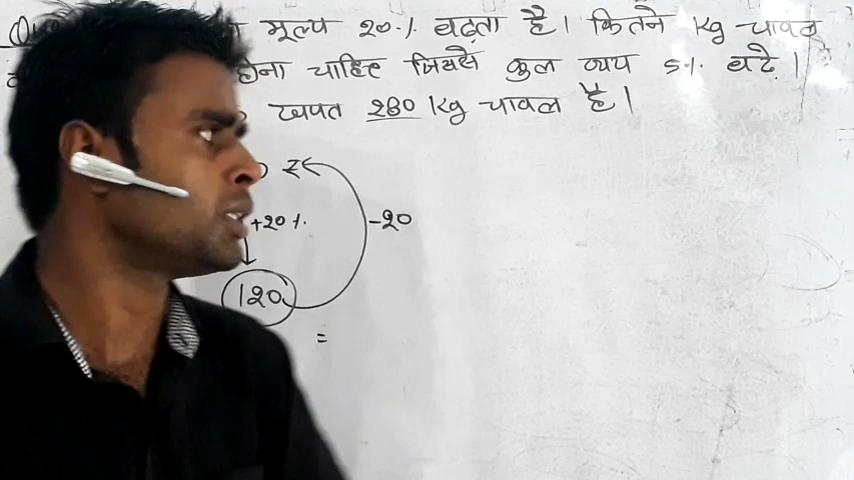 मूल्य 20% बढ़ता है। कितने Kg चावल
होना चाहिए जिससे कुल व्यय 5% बढ़े।
खपत 280 Kg चावल है।
₹
+20%
-20
120
=